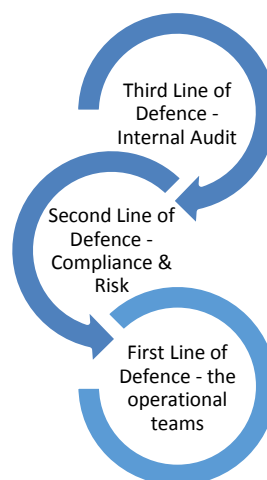 Third Line of
Defence -
Internal Audit
Second Line of
Defence -
Compliance &
Risk
First Line of
Defence - the
operational
teams